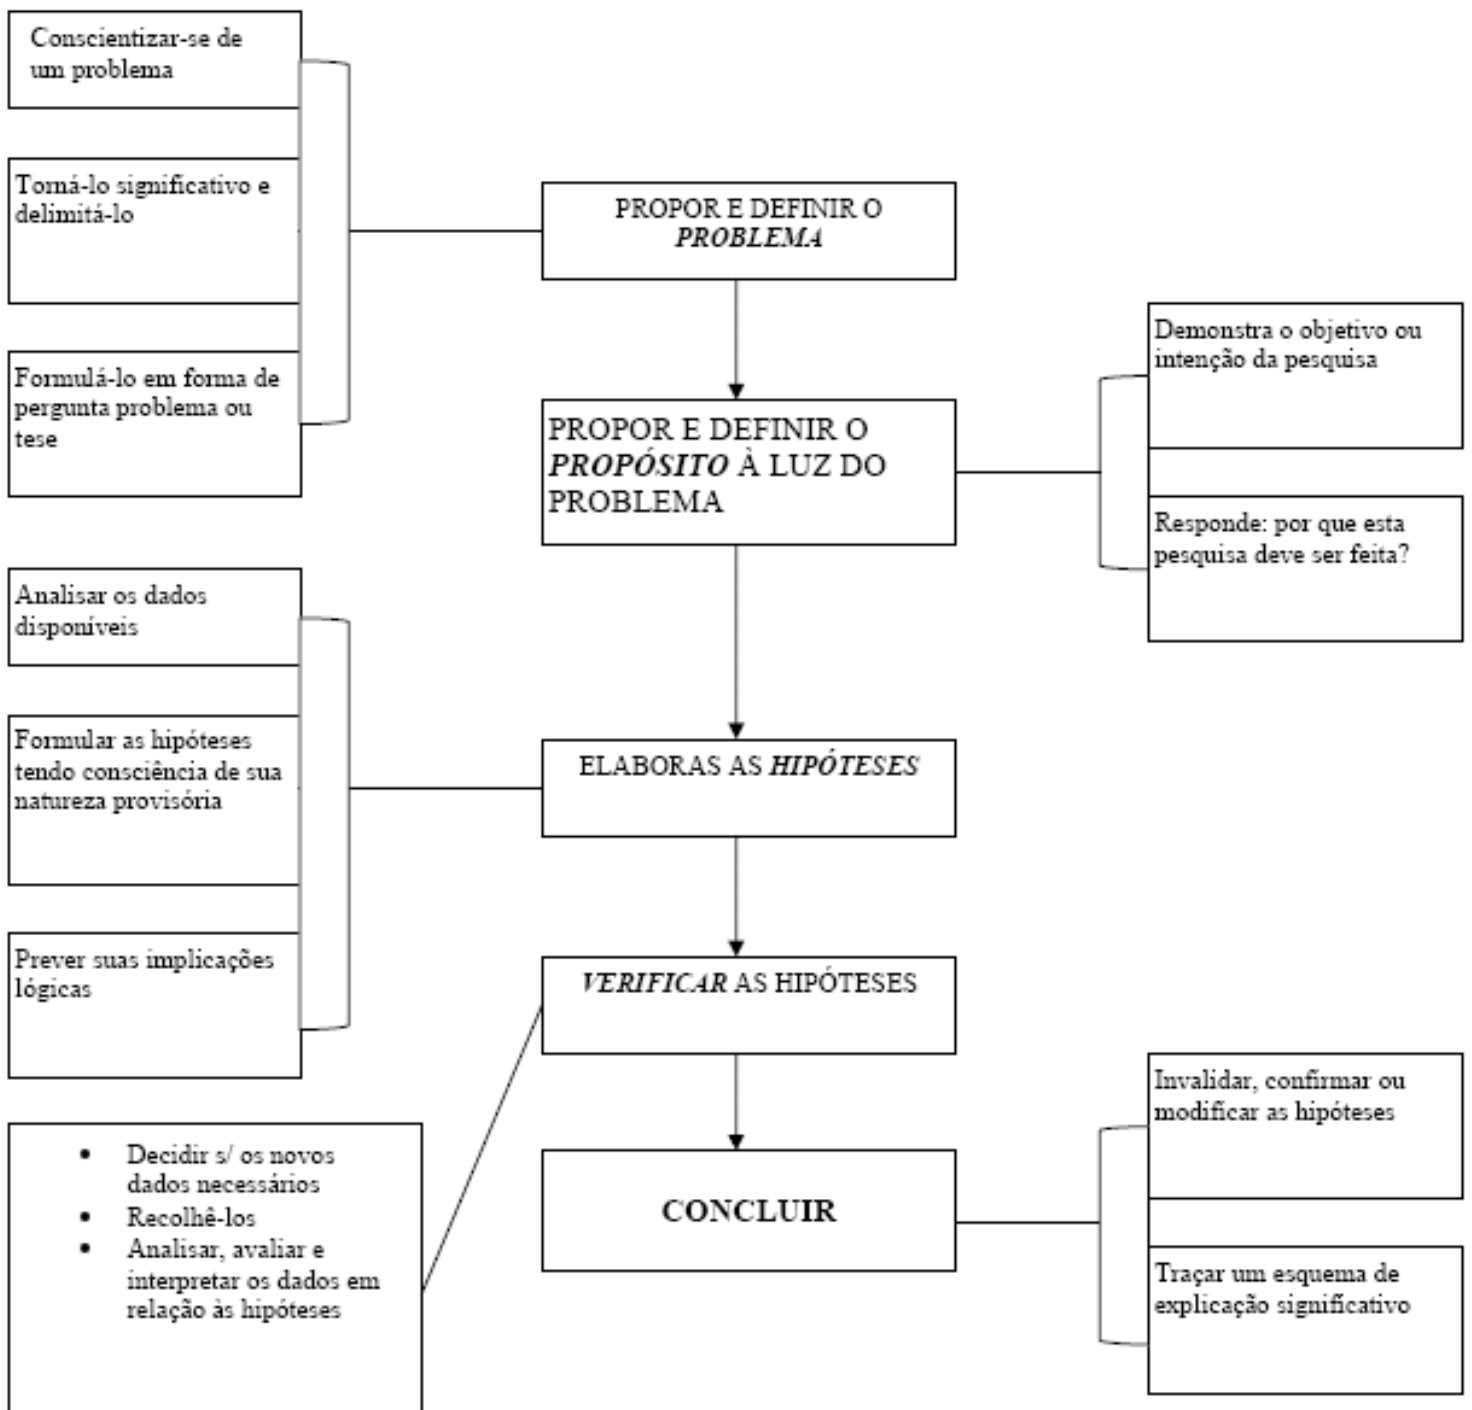 Conscientizar-se de
um problema
Torná-lo significativo e
delimitá-lo
Formulá-lo em forma de
pergunta problema ou
tese
PROPOR E DEFINIR O
PROBLEMA
PROPOR E DEFINIR O
PROPÓSITO À LUZ DO
PROBLEMA
Demonstra o objetivo ou
intenção da pesquisa
Responde: por que esta
pesquisa deve ser feita?
Analisar os dados
disponíveis
Formular as hipóteses
tendo consciência de sua
natureza provisória
Prever suas implicações
lógicas
ELABORAS AS HIPÓTESES
VERIFICAR AS HIPÓTESES
• Decidir s/ os novos
dados necessários
• Recolhê-los
• Analisar, avaliar e
interpretar os dados em
relação às hipóteses
CONCLUIR
Invalidar, confirmar ou
modificar as hipóteses
Traçar um esquema de
explicação significativo